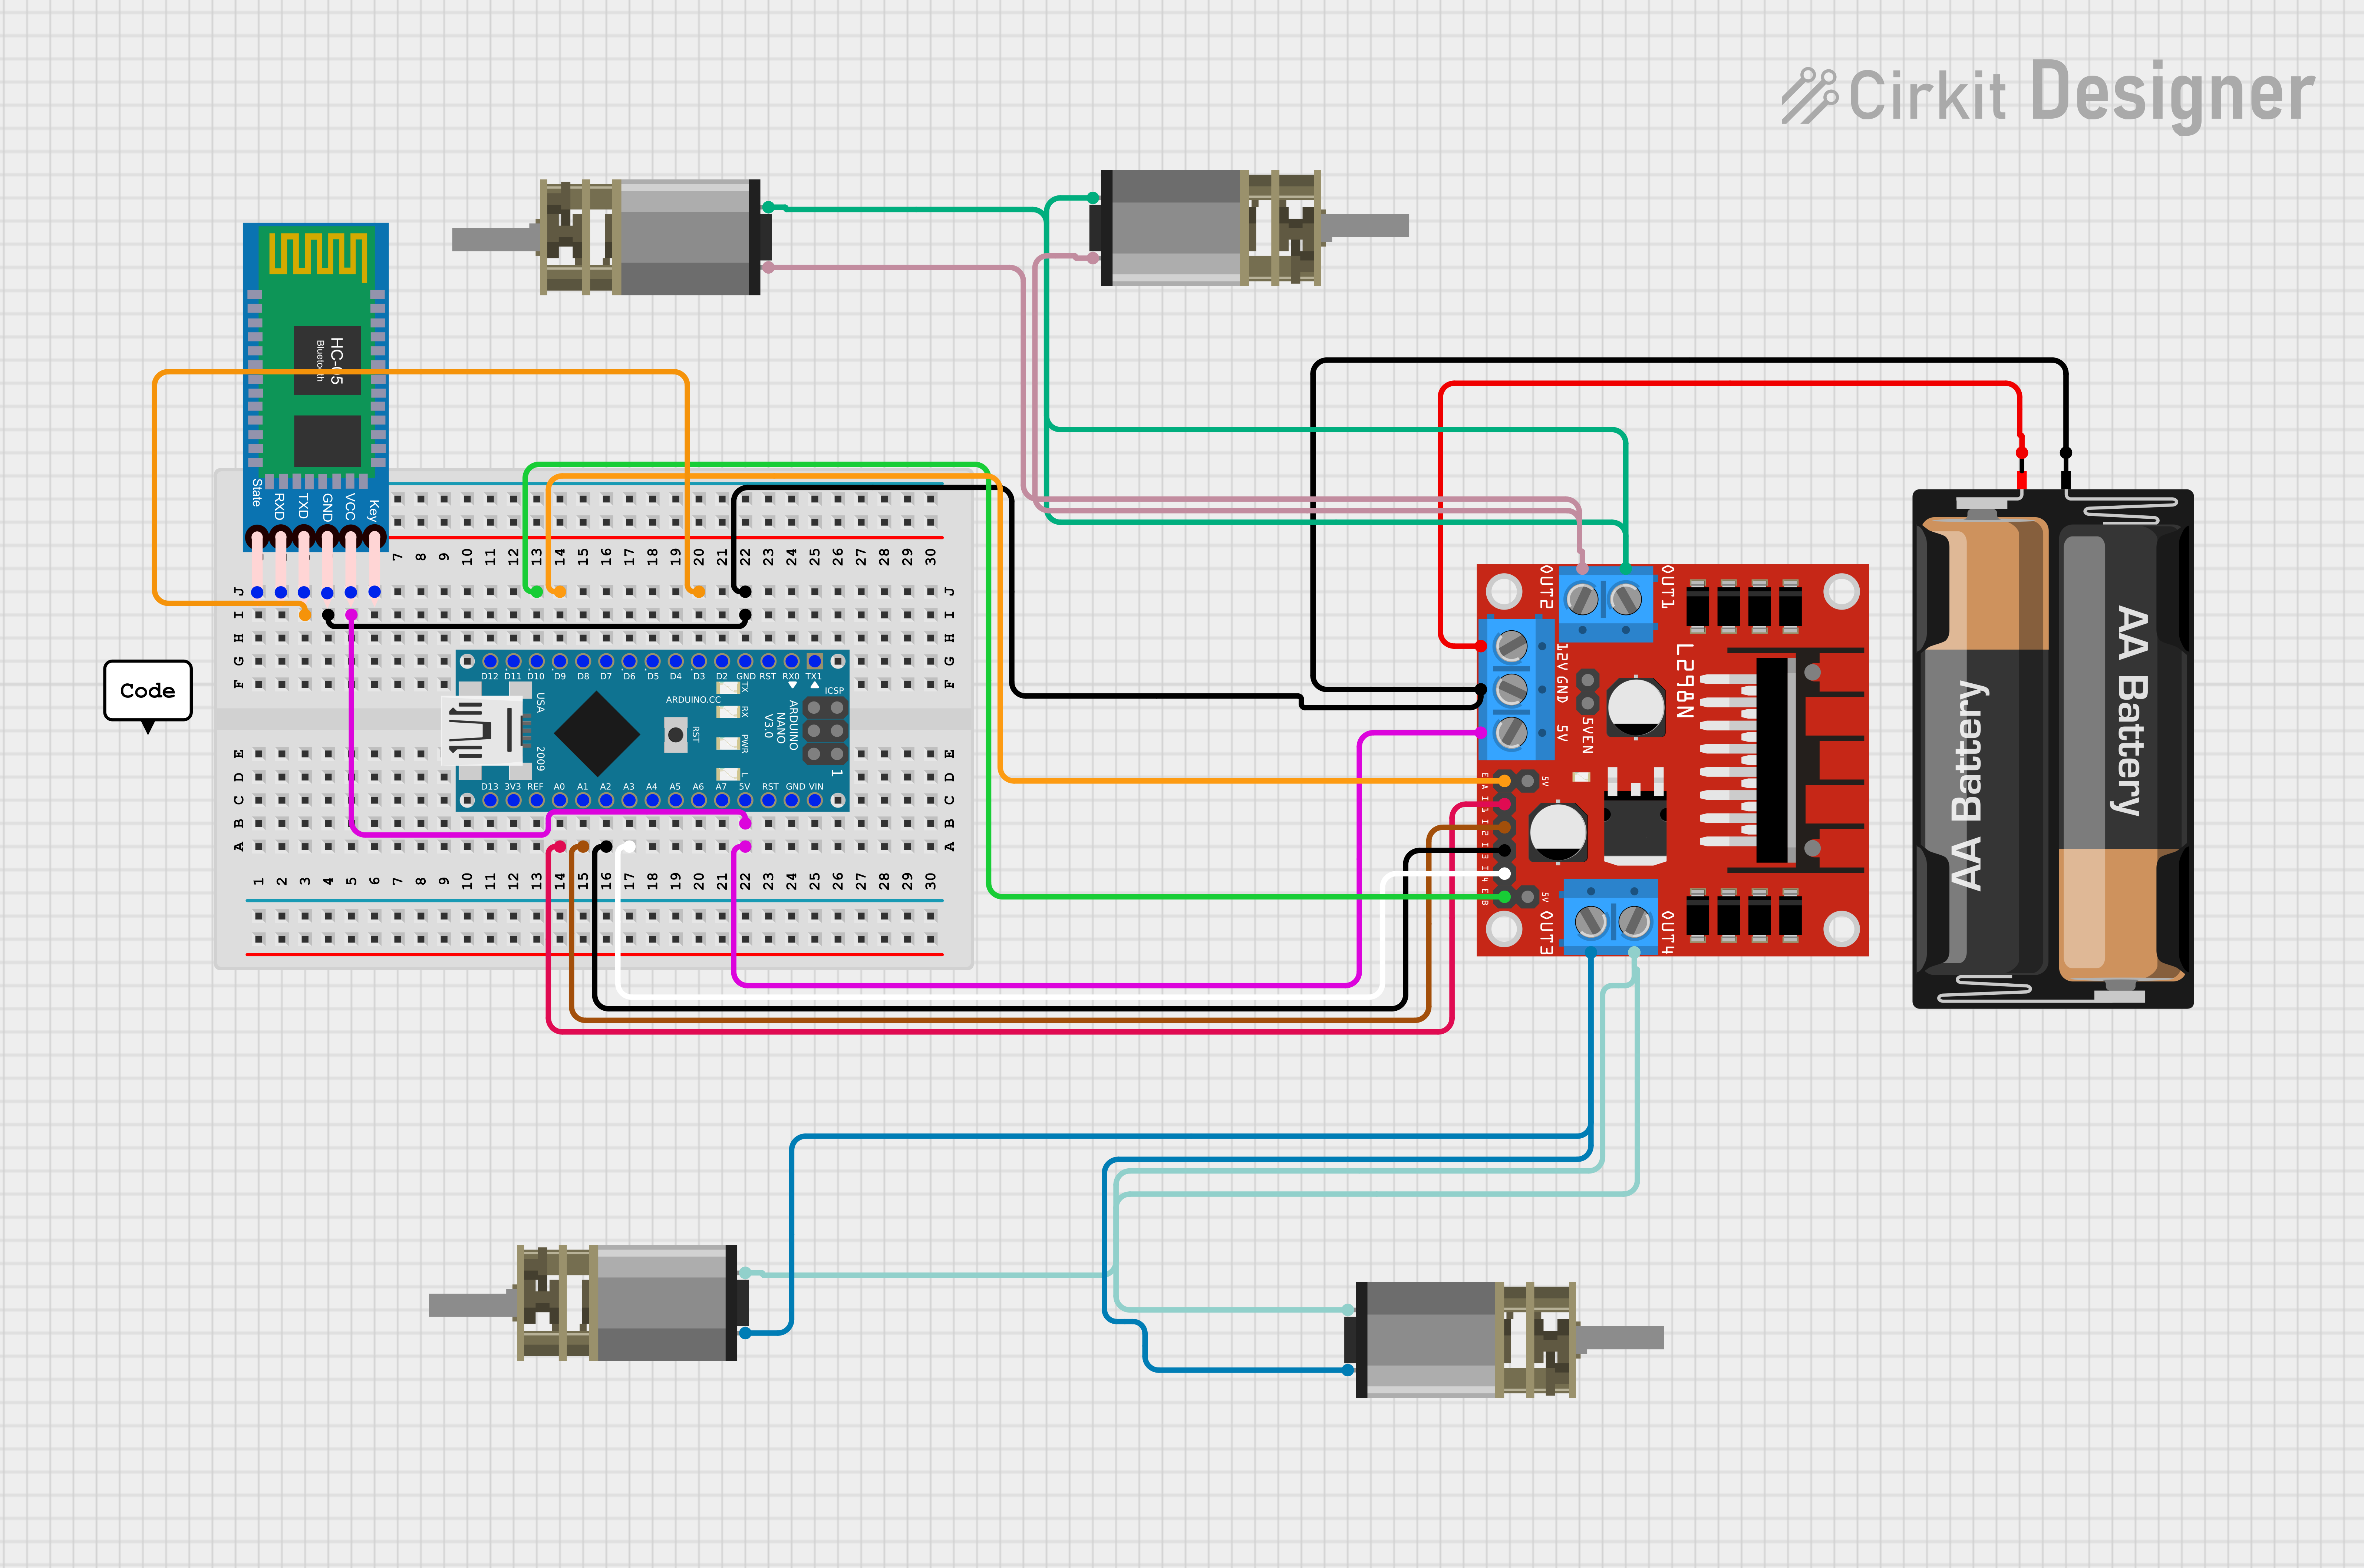 Cirkit Designer
HC-05
Bluetooth
State
RXD
TXD
GND
VCC
Key
7 8 9 10 11 12 13 14 15 16 17 18 19 20 21 22 23 24 25 26 27 28 29 30
J J
I I
H H
G G
F F
D12 D11 D10 D9 D8 D7 D6 D5 D4 D3 D2 GND RST RX0 TX1
USA
2009
ARDUINO.CC
RST
TX
RX
PWR
L
ICSP
ARDUINO
NANO
V3.0
1
D13 3V3 REF A0 A1 A2 A3 A4 A5 A6 A7 5V RST GND VIN
E E
D D
C C
B B
A A
1 2 3 4 5 6 7 8 9 10 11 12 13 14 15 16 17 18 19 20 21 22 23 24 25 26 27 28 29 30
Code
OUT2
OUT1
12V
GND
5V
5VEN
L298N
5V
5V
OUT3
OUT4
AA Battery
AA Battery